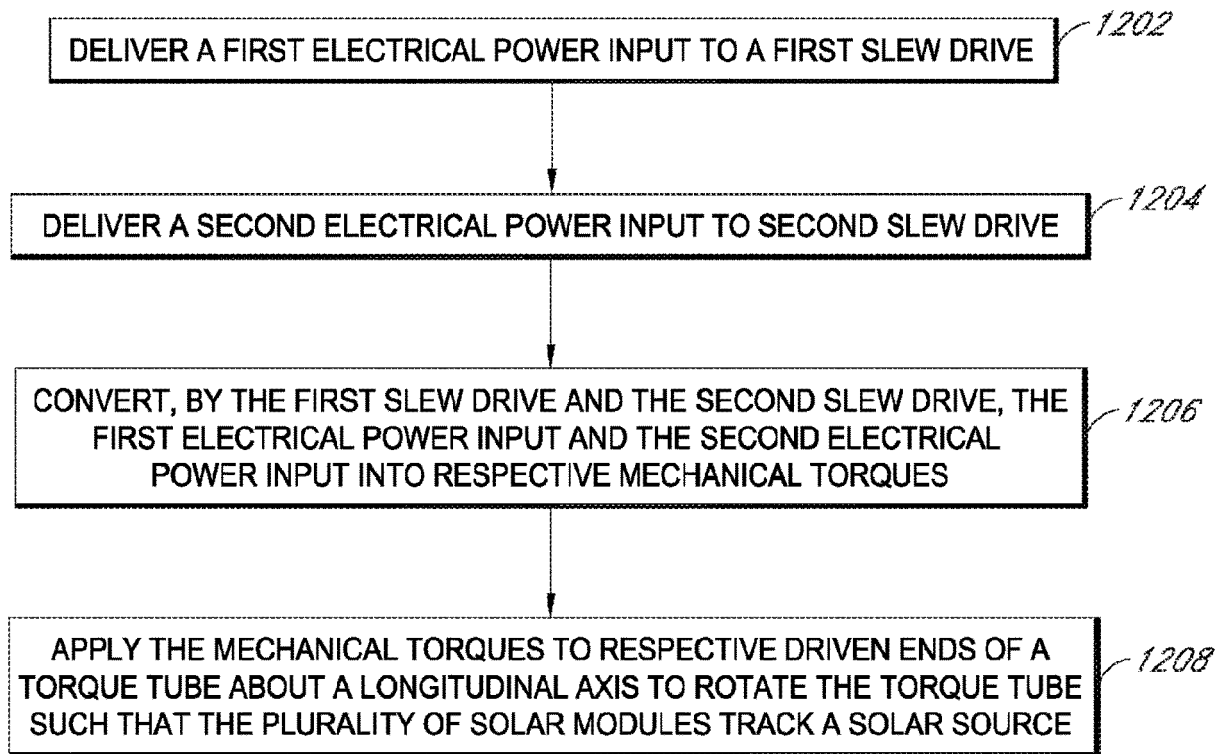 DELIVER A FIRST ELECTRICAL POWER INPUT TO A FIRST SLEW DRIVE
1202
DELIVER A SECOND ELECTRICAL POWER INPUT TO SECOND SLEW DRIVE
1204
CONVERT, BY THE FIRST SLEW DRIVE AND THE SECOND SLEW DRIVE, THE
FIRST ELECTRICAL POWER INPUT AND THE SECOND ELECTRICAL
POWER INPUT INTO RESPECTIVE MECHANICAL TORQUES
1206
APPLY THE MECHANICAL TORQUES TO RESPECTIVE DRIVEN ENDS OF A
TORQUE TUBE ABOUT A LONGITUDINAL AXIS TO ROTATE THE TORQUE TUBE
SUCH THAT THE PLURALITY OF SOLAR MODULES TRACK A SOLAR SOURCE
1208